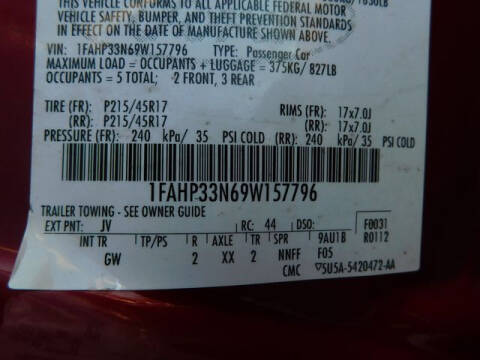 THIS VEHICLE CONFORMS TO ALL APPLICABLE FEDERAL MOTOR
VEHICLE SAFETY, BUMPER, AND THEFT PREVENTION STANDARDS
IN EFFECT ON THE DATE OF MANUFACTURE SHOWN ABOVE.
VIN: 1FAHP33N69W157796 TYPE: Passenger Car
MAXIMUM LOAD = OCCUPANTS + LUGGAGE = 375KG/ 827LB
OCCUPANTS = 5 TOTAL; 2 FRONT, 3 REAR
TIRE (FR): P215/45R17 RIMS (FR): 17x7.0J
(RR): P215/45R17 (RR): 17x7.0J
PRESSURE (FR): 240 kPa/ 35 PSI COLD (RR): 240 kPa/ 35 PSI COLD
1FAHP33N69W157796
TRAILER TOWING - SEE OWNER GUIDE
EXT PNT: JV RC: 44 DSO: F0031
INT TR TP/PS R AXLE TR SPR 9AU1B R0112
GW 2 XX 2 NNFF F05
CMC 5U5A-5420472-AA